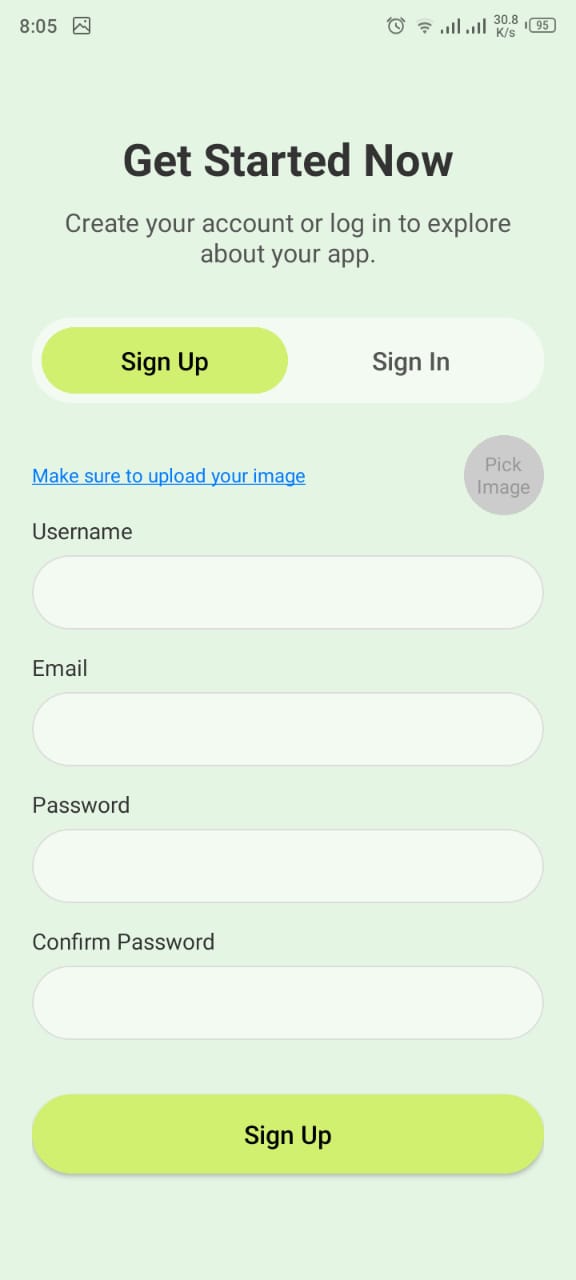 8:05 30.8 K/s 95
Get Started Now
Create your account or log in to explore
about your app.
Sign Up Sign In
Make sure to upload your image
Pick
Image
Username
Email
Password
Confirm Password
Sign Up